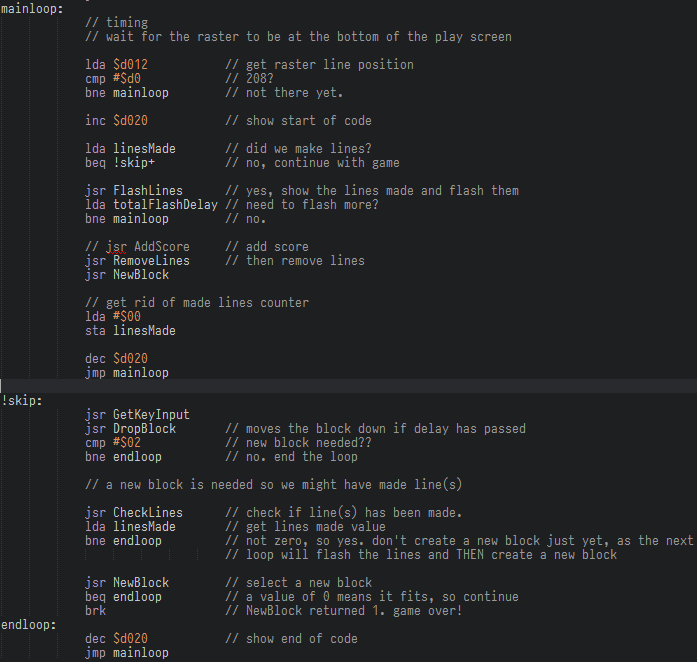 mainloop:
// timing
// wait for the raster to be at the bottom of the play screen
lda $d012 // get raster line position
cmp #$d0 // 208?
bne mainloop // not there yet.
inc $d020 // show start of code
lda linesMade // did we make lines?
beq !skip+ // no, continue with game
jsr FlashLines // yes, show the lines made and flash them
lda totalFlashDelay // need to flash more?
bne mainloop // no.
// jsr AddScore // add score
jsr RemoveLines // then remove lines
jsr NewBlock
// get rid of made lines counter
lda #$00
sta linesMade
dec $d020
jmp mainloop
!skip:
jsr GetKeyInput
jsr DropBlock // moves the block down if delay has passed
cmp #$02 // new block needed??
bne endloop // no. end the loop
// a new block is needed so we might have made line(s)
jsr CheckLines // check if line(s) has been made.
lda linesMade // get lines made value
bne endloop // not zero, so yes. don't create a new block just yet, as the next
// loop will flash the lines and THEN create a new block
jsr NewBlock // select a new block
beq endloop // a value of 0 means it fits, so continue
brk // NewBlock returned 1. game over!
endloop:
dec $d020 // show end of code
jmp mainloop